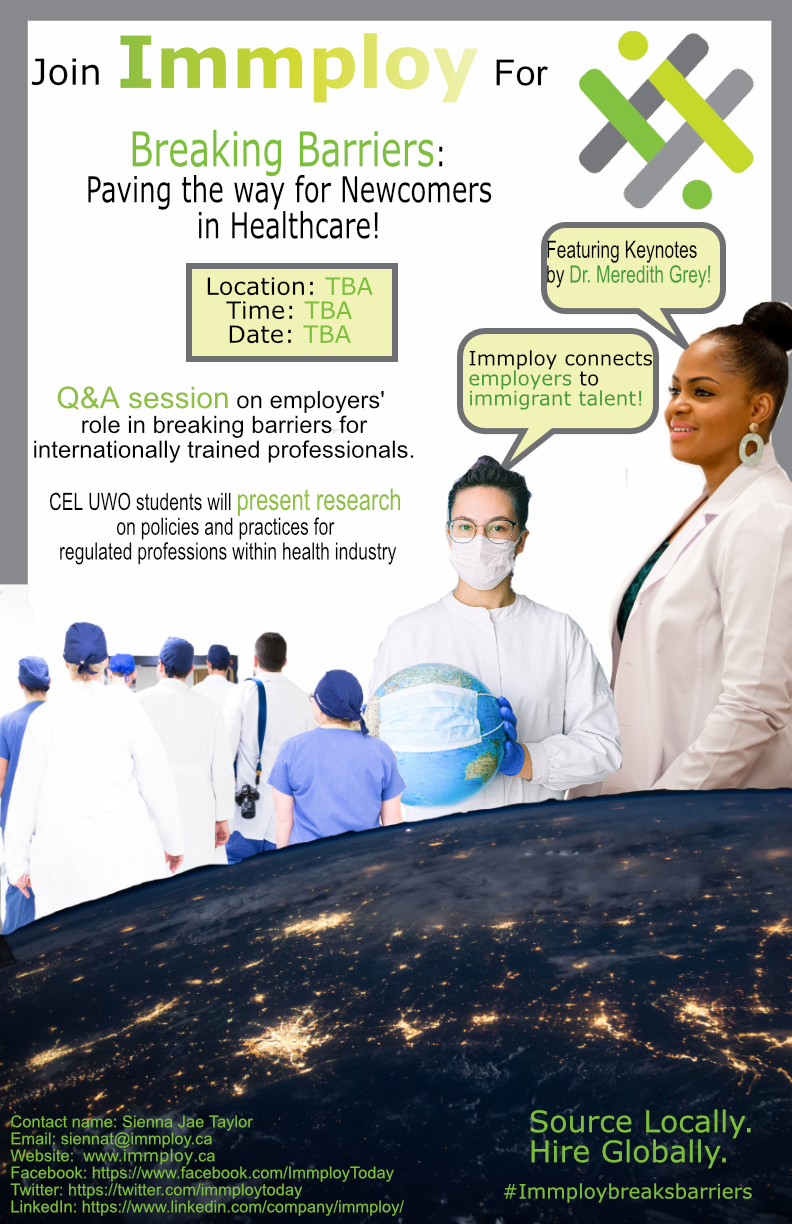 Join Immploy For
Breaking Barriers:
Paving the way for Newcomers
in Healthcare!
Featuring Keynotes
by Dr. Meredith Grey!
Location: TBA
Time: TBA
Date: TBA
Immploy connects
employers to
immigrant talent!
Q&A session on employers'
role in breaking barriers for
internationally trained professionals.
CEL UWO students will present research
on policies and practices for
regulated professions within health industry
Contact name: Sienna Jae Taylor
Email: siennat@immploy.ca
Website: www.immploy.ca
Facebook: https://www.facebook.com/ImmployToday
Twitter: https://twitter.com/immploytoday
LinkedIn: https://www.linkedin.com/company/immploy/
Source Locally.
Hire Globally.
#Immploybreaksbarriers